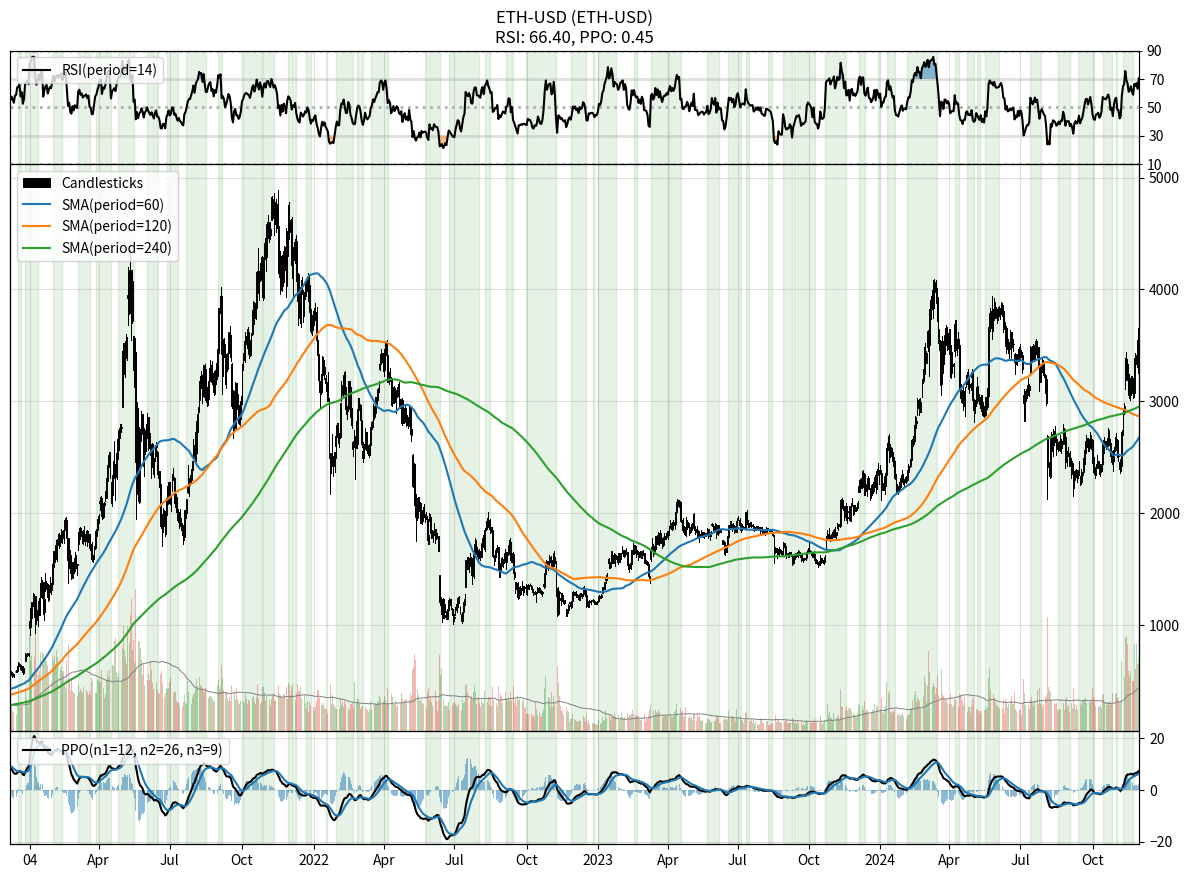 ETH-USD (ETH-USD)
RSI: 66.40, PPO: 0.45
RSI(period=14)
90
70
50
30
10
Candlesticks
SMA(period=60)
SMA(period=120)
SMA(period=240)
5000
4000
3000
2000
1000
PPO(n1=12, n2=26, n3=9)
20
0
−20
04 Apr Jul Oct 2022 Apr Jul Oct 2023 Apr Jul Oct 2024 Apr Jul Oct